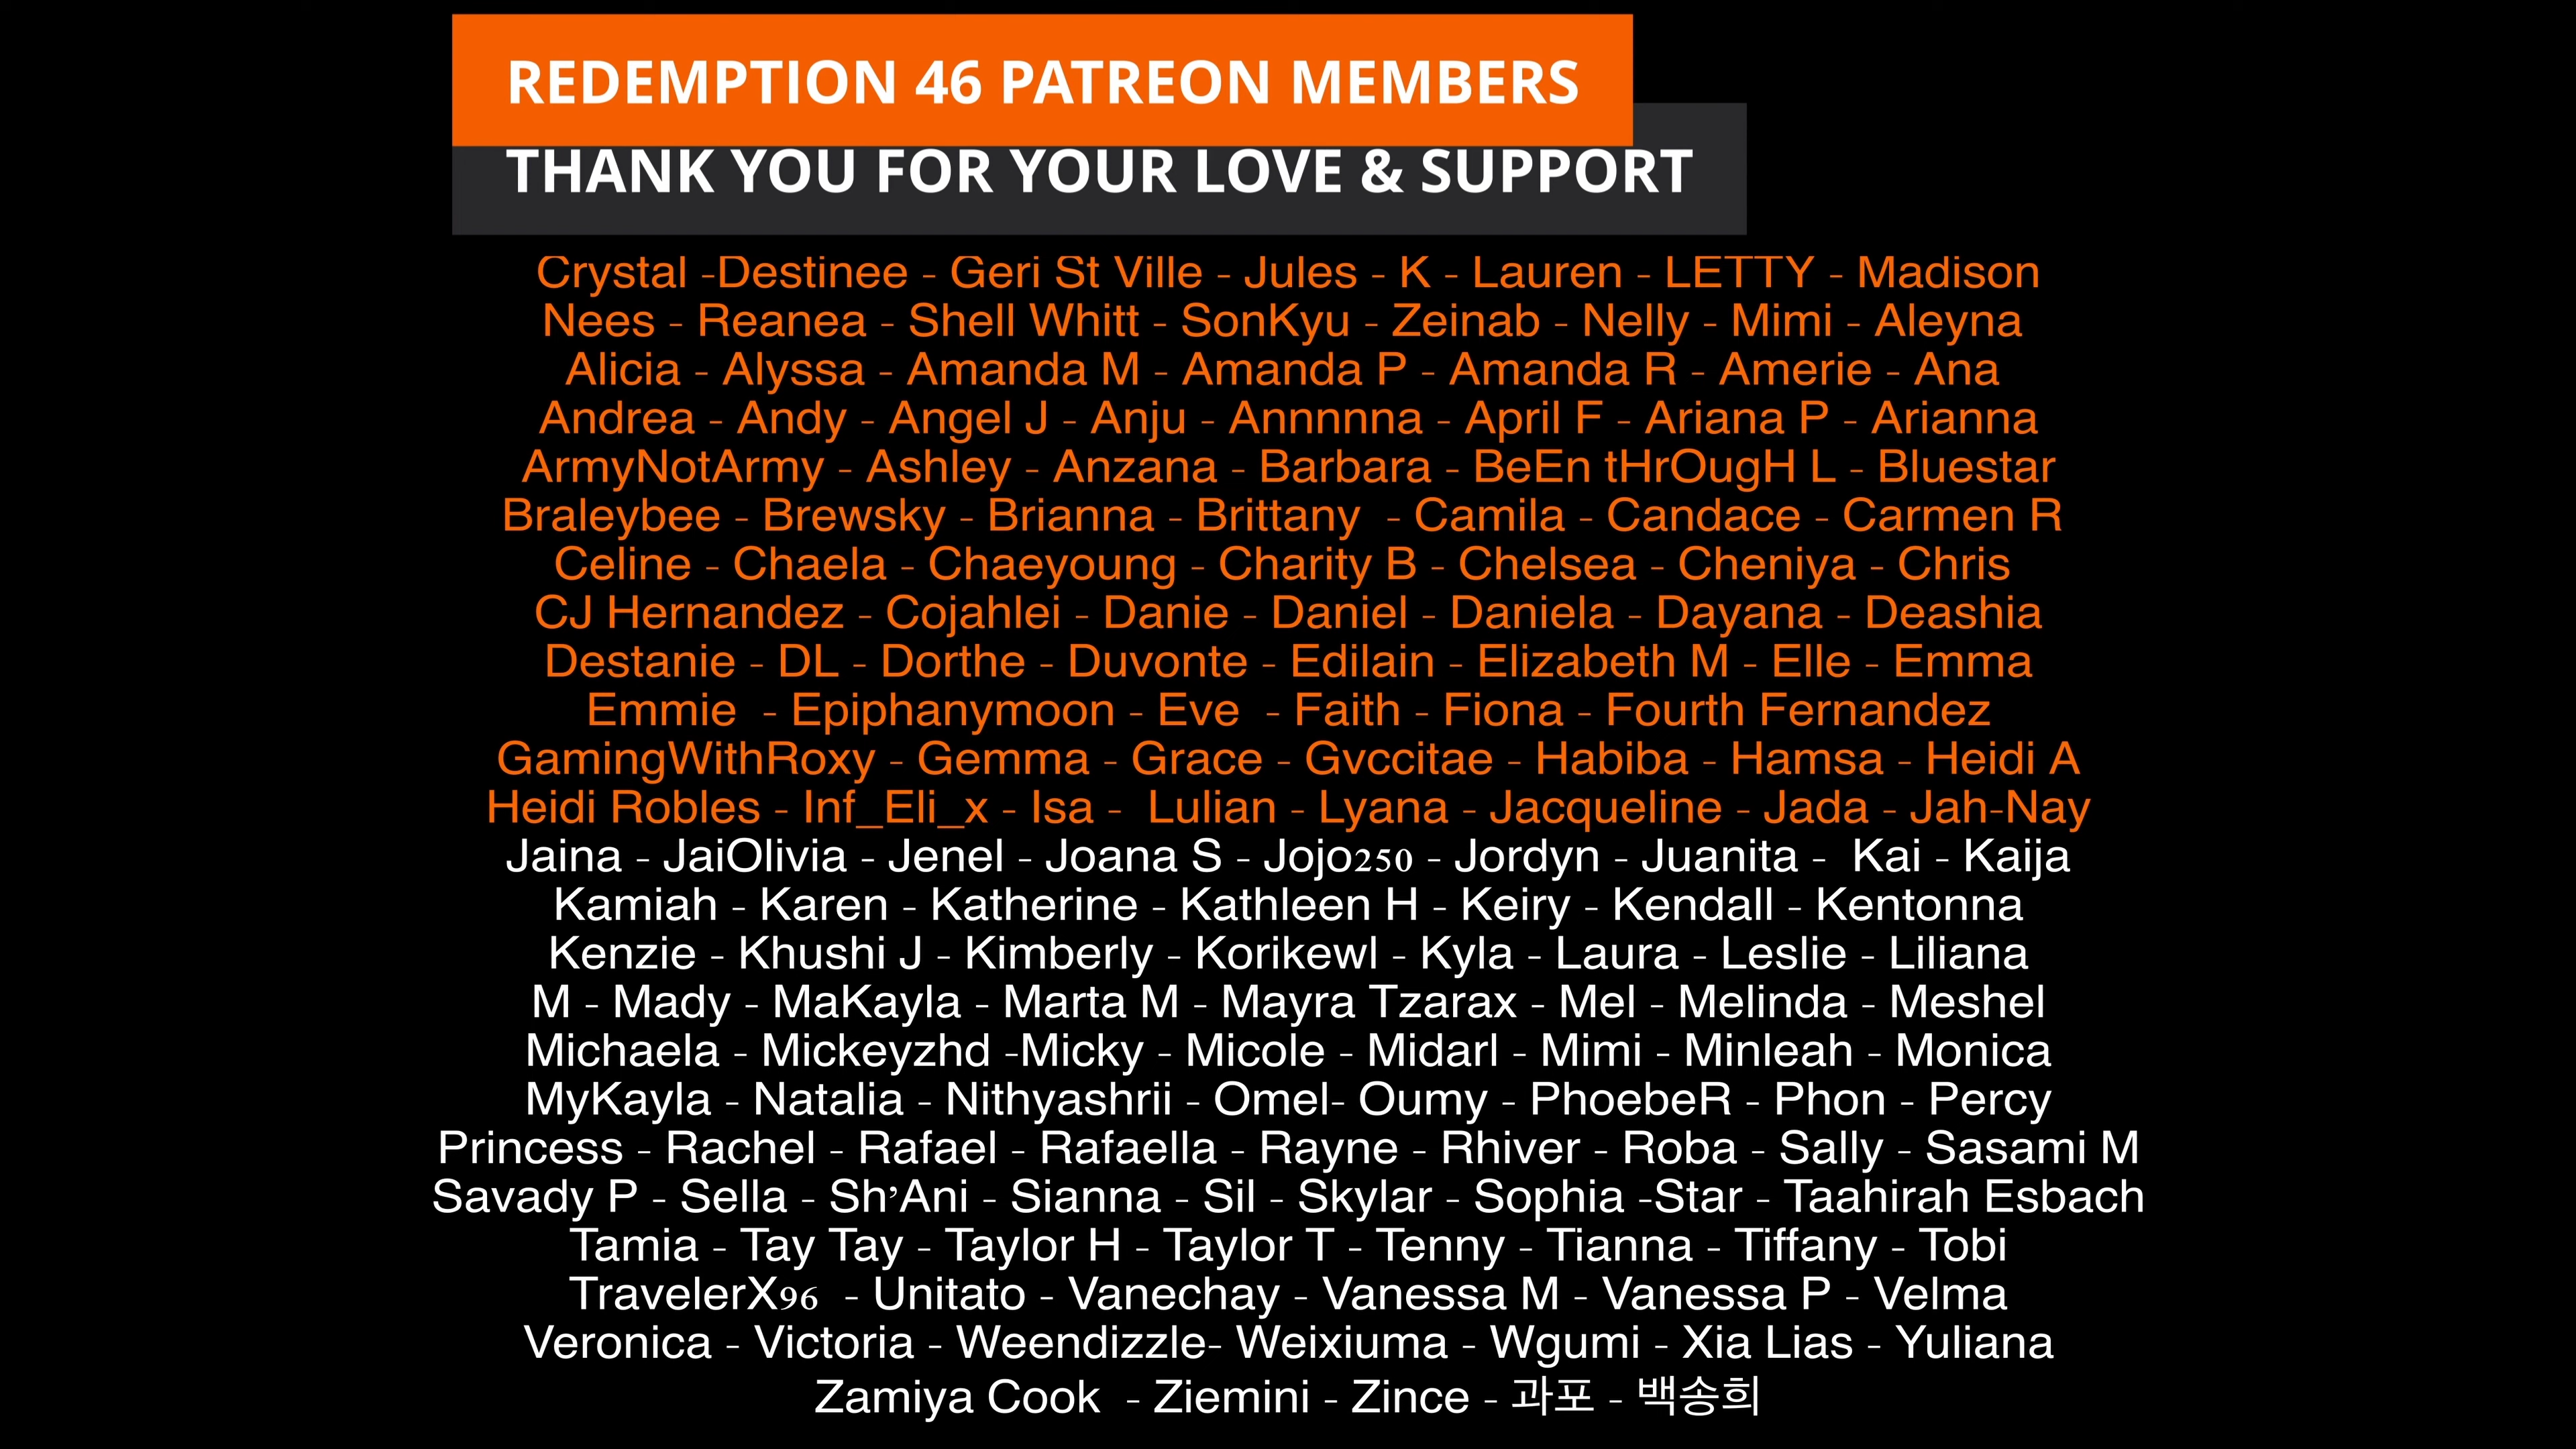 REDEMPTION 46 PATREON MEMBERS
THANK YOU FOR YOUR LOVE & SUPPORT
Crystal -Destinee - Geri St Ville - Jules - K - Lauren - LETTY - Madison
Nees - Reanea - Shell Whitt - SonKyu - Zeinab - Nelly - Mimi - Aleyna
Alicia - Alyssa - Amanda M - Amanda P - Amanda R - Amerie - Ana
Andrea - Andy - Angel J - Anju - Annnnna - April F - Ariana P - Arianna
ArmyNotArmy - Ashley - Anzana - Barbara - BeEn tHrOugH L - Bluestar
Braleybee - Brewsky - Brianna - Brittany  - Camila - Candace - Carmen R
Celine - Chaela - Chaeyoung - Charity B - Chelsea - Cheniya - Chris
CJ Hernandez - Cojahlei - Danie - Daniel - Daniela - Dayana - Deashia
Destanie - DL - Dorthe - Duvonte - Edilain - Elizabeth M - Elle - Emma
Emmie  - Epiphanymoon - Eve  - Faith - Fiona - Fourth Fernandez
GamingWithRoxy - Gemma - Grace - Gvccitae - Habiba - Hamsa - Heidi A
Heidi Robles - Inf_Eli_x - Isa -  Lulian - Lyana - Jacqueline - Jada - Jah-Nay
Jaina - JaiOlivia - Jenel - Joana S - Jojo250 - Jordyn - Juanita -  Kai - Kaija
Kamiah - Karen - Katherine - Kathleen H - Keiry - Kendall - Kentonna
Kenzie - Khushi J - Kimberly - Korikewl - Kyla - Laura - Leslie - Liliana
M - Mady - MaKayla - Marta M - Mayra Tzarax - Mel - Melinda - Meshel
Michaela - Mickeyzhd -Micky - Micole - Midarl - Mimi - Minleah - Monica
MyKayla - Natalia - Nithyashrii - Omel- Oumy - PhoebeR - Phon - Percy
Princess - Rachel - Rafael - Rafaella - Rayne - Rhiver - Roba - Sally - Sasami M
Savady P - Sella - Sh’Ani - Sianna - Sil - Skylar - Sophia -Star - Taahirah Esbach
Tamia - Tay Tay - Taylor H - Taylor T - Tenny - Tianna - Tiffany - Tobi
TravelerX96  - Unitato - Vanechay - Vanessa M - Vanessa P - Velma
Veronica - Victoria - Weendizzle- Weixiuma - Wgumi - Xia Lias - Yuliana
Zamiya Cook  - Ziemini - Zince - 과포 - 백송희